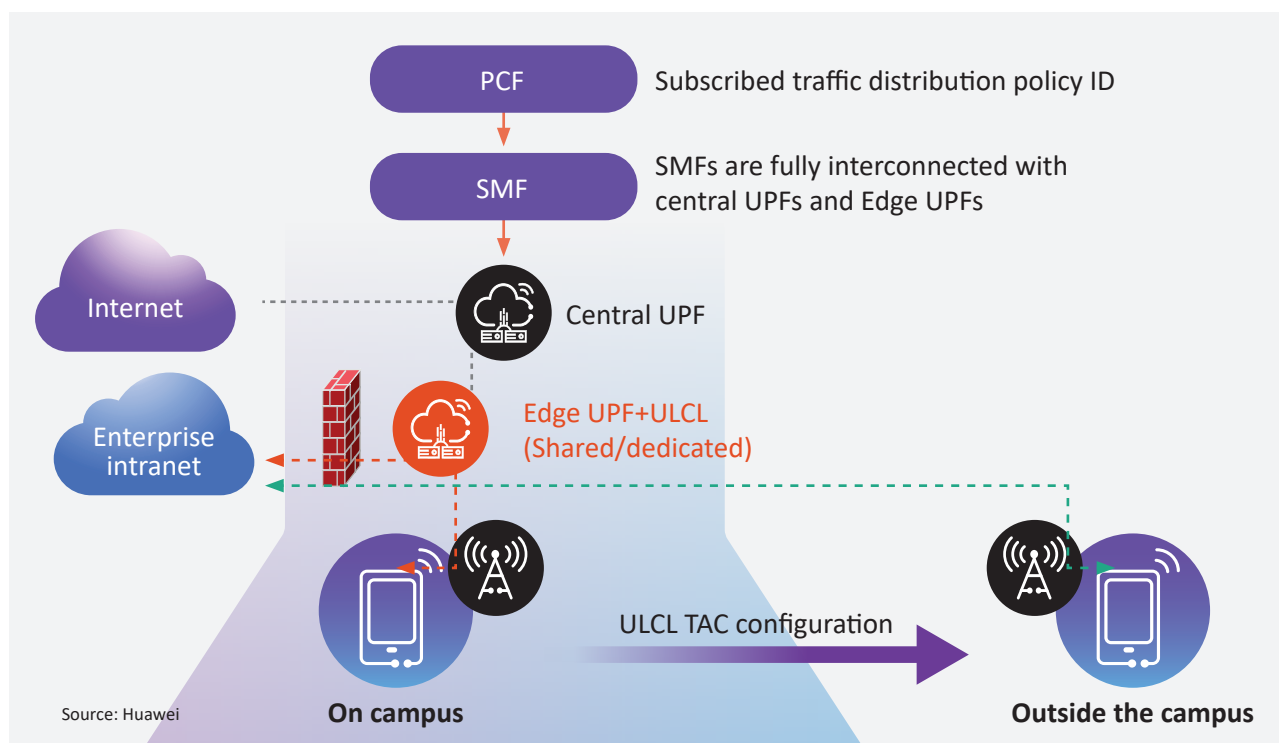 PCF
Subscribed traffic distribution policy ID
SMF
SMFs are fully interconnected with
central UPFs and Edge UPFs
Internet
Central UPF
Enterprise
intranet
Edge UPF+ULCL
(Shared/dedicated)
ULCL TAC configuration
Source: Huawei
On campus
Outside the campus